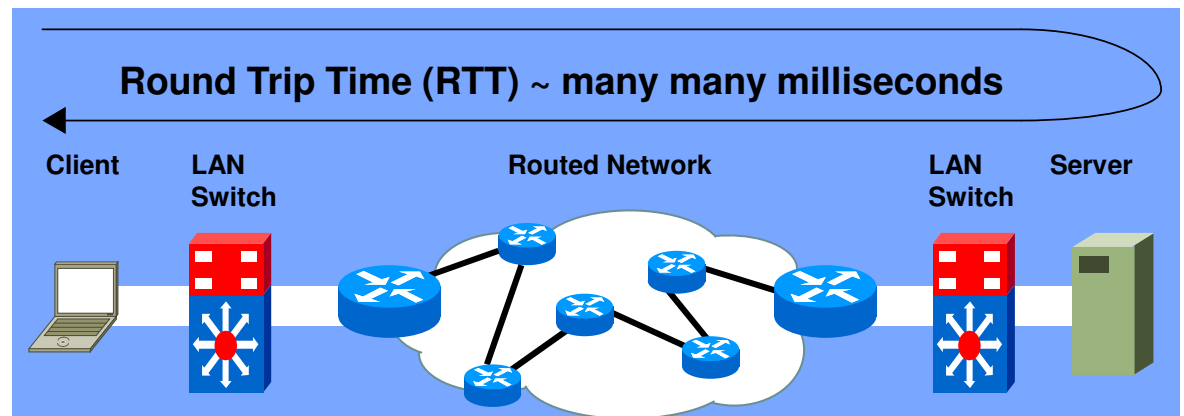 Round Trip Time (RTT) ~ many many milliseconds
Client
LAN
Switch
Routed Network
LAN
Switch
Server